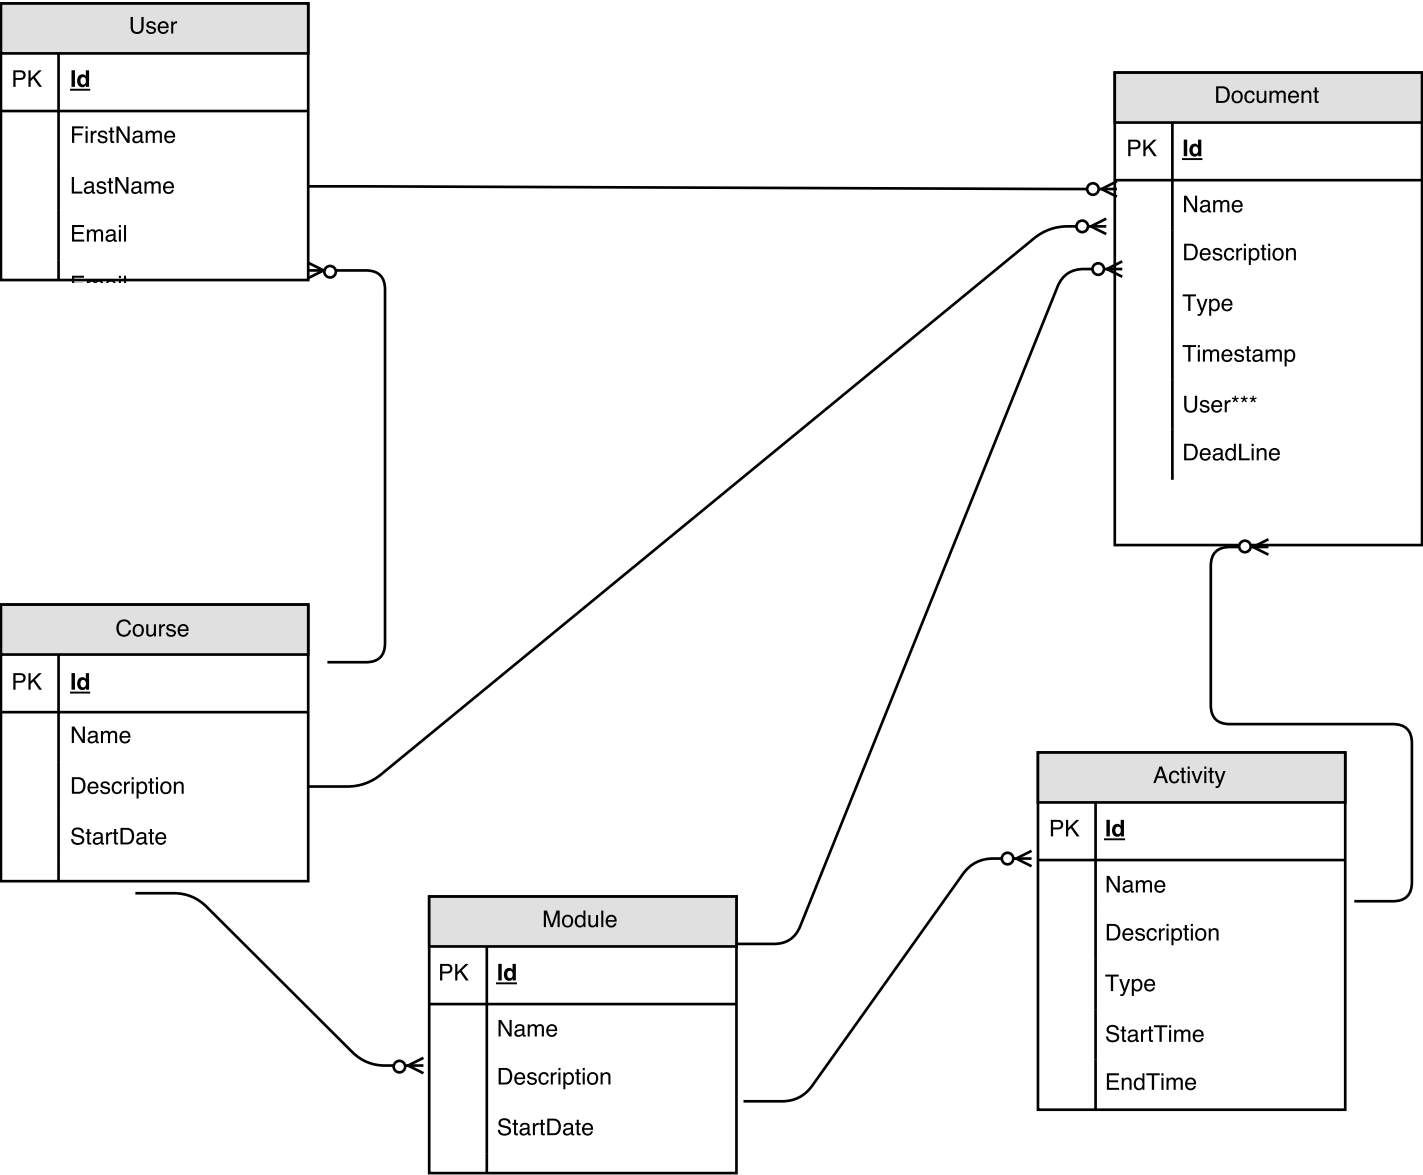 User
PK Id
FirstName
LastName
Email
Email
Document
PK Id
Name
Description
Type
Timestamp
User***
DeadLine
Course
PK Id
Name
Description
StartDate
Module
PK Id
Name
Description
StartDate
Activity
PK Id
Name
Description
Type
StartTime
EndTime